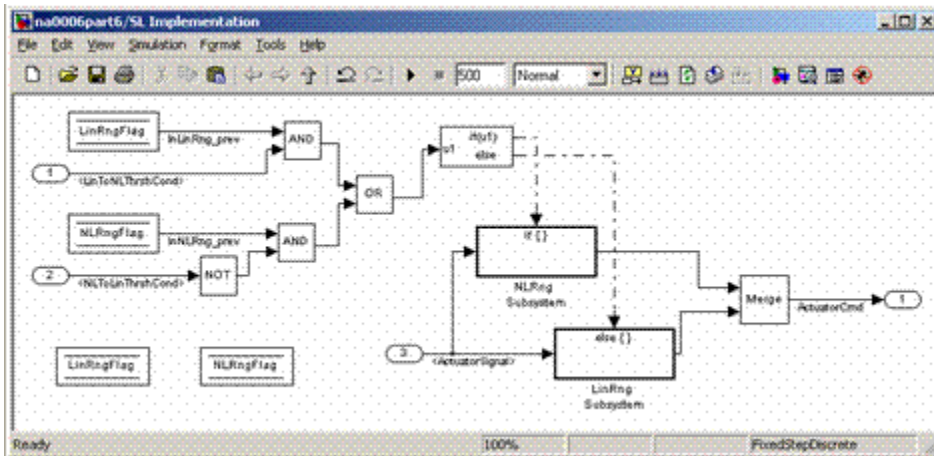 na0006part6/SL Implementation
File Edit View Simulation Format Tools Help
500 Normal
LinRngFlag
InLinRng_prev
AND
1
<LinToNLThrshCond>
OR
u1
if(u1)
else
NLRngFlag
InNLRng_prev
AND
2
<NLToLinThrshCond>
NOT
if { }
NLRng
Subsystem
Merge
ActuatorCmd
1
else { }
3
<ActuatorSignal>
LinRng
Subsystem
LinRngFlag
NLRngFlag
Ready 100% FixedStepDiscrete